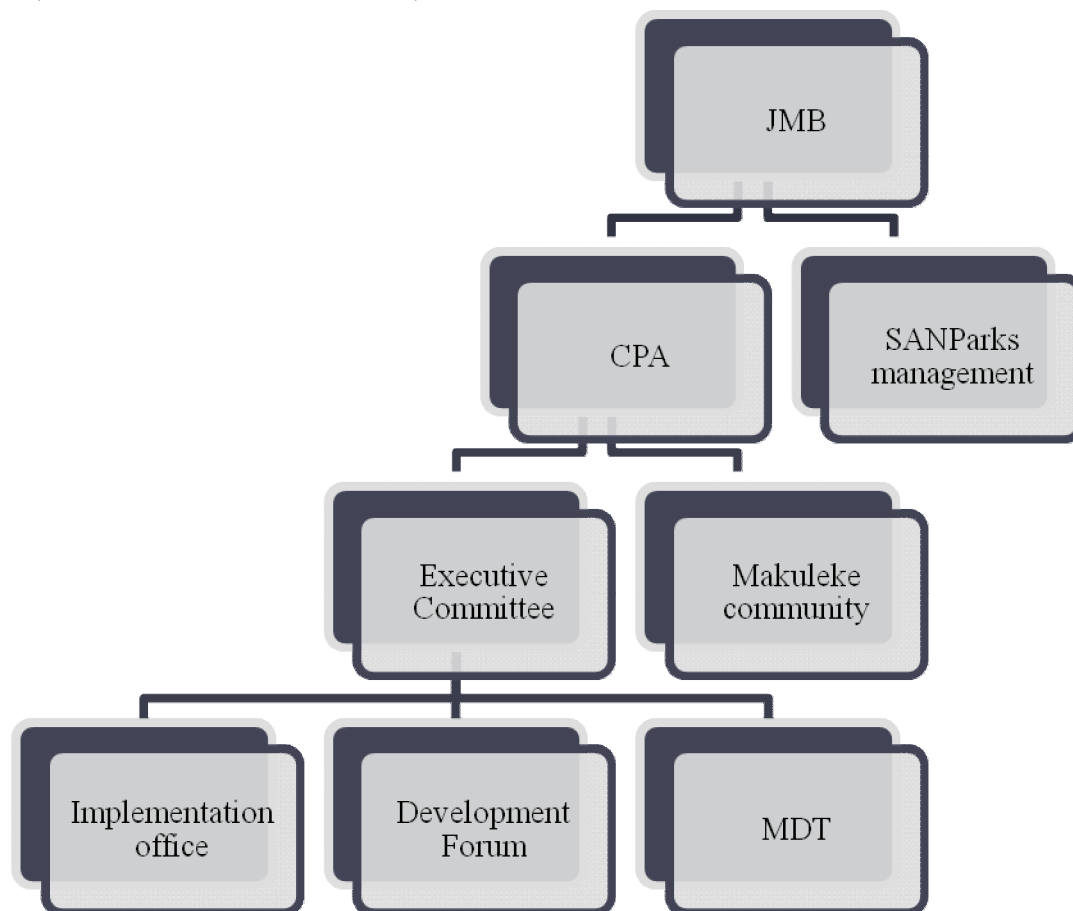 JMB
CPA
SANParks
management
Executive
Committee
Makuleke
community
Implementation
office
Development
Forum
MDT